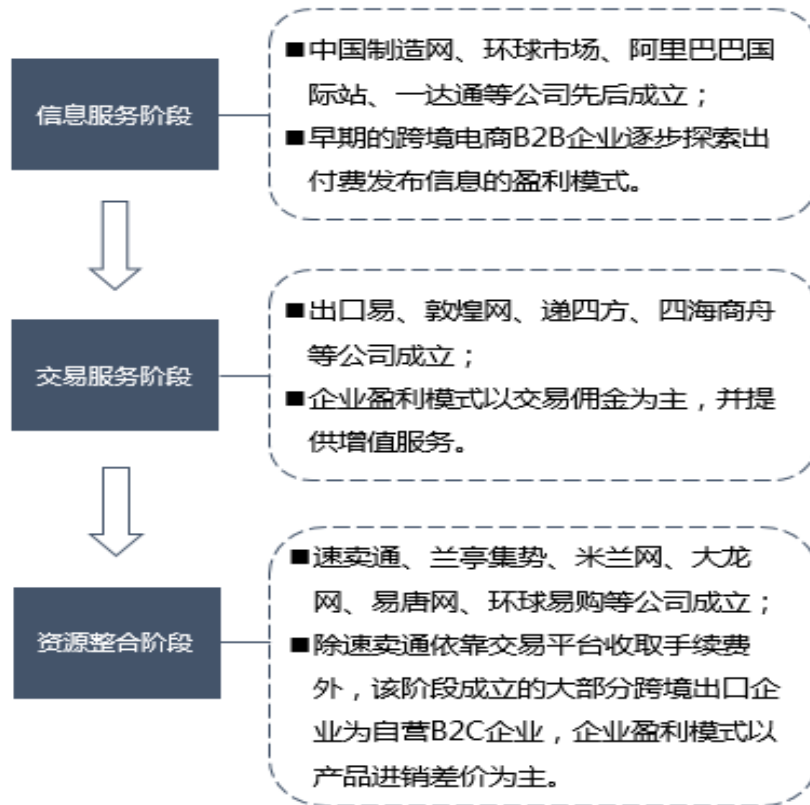 信息服务阶段
■中国制造网、环球市场、阿里巴巴国
际站、一达通等公司先后成立；
■早期的跨境电商B2B企业逐步探索出
付费发布信息的盈利模式。
交易服务阶段
■出口易、敦煌网、递四方、四海商舟
等公司成立；
■企业盈利模式以交易佣金为主，并提
供增值服务。
资源整合阶段
■速卖通、兰亭集势、米兰网、大龙
网、易唐网、环球易购等公司成立；
■除速卖通依靠交易平台收取手续费
外，该阶段成立的大部分跨境出口企
业为自营B2C企业，企业盈利模式以
产品进销差价为主。